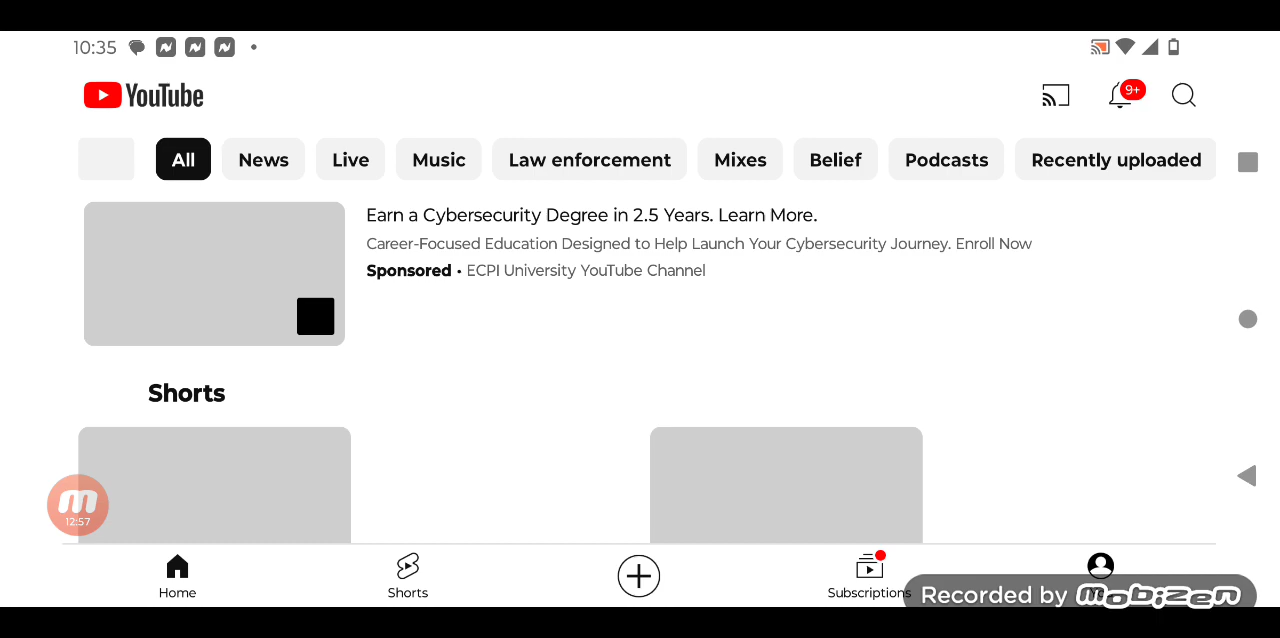 10:35
YouTube
9+
All News Live Music Law enforcement Mixes Belief Podcasts Recently uploaded
Earn a Cybersecurity Degree in 2.5 Years. Learn More.
Career-Focused Education Designed to Help Launch Your Cybersecurity Journey. Enroll Now
Sponsored • ECPI University YouTube Channel
Shorts
m
12:57
Home Shorts Subscriptions
Recorded by Mobizen